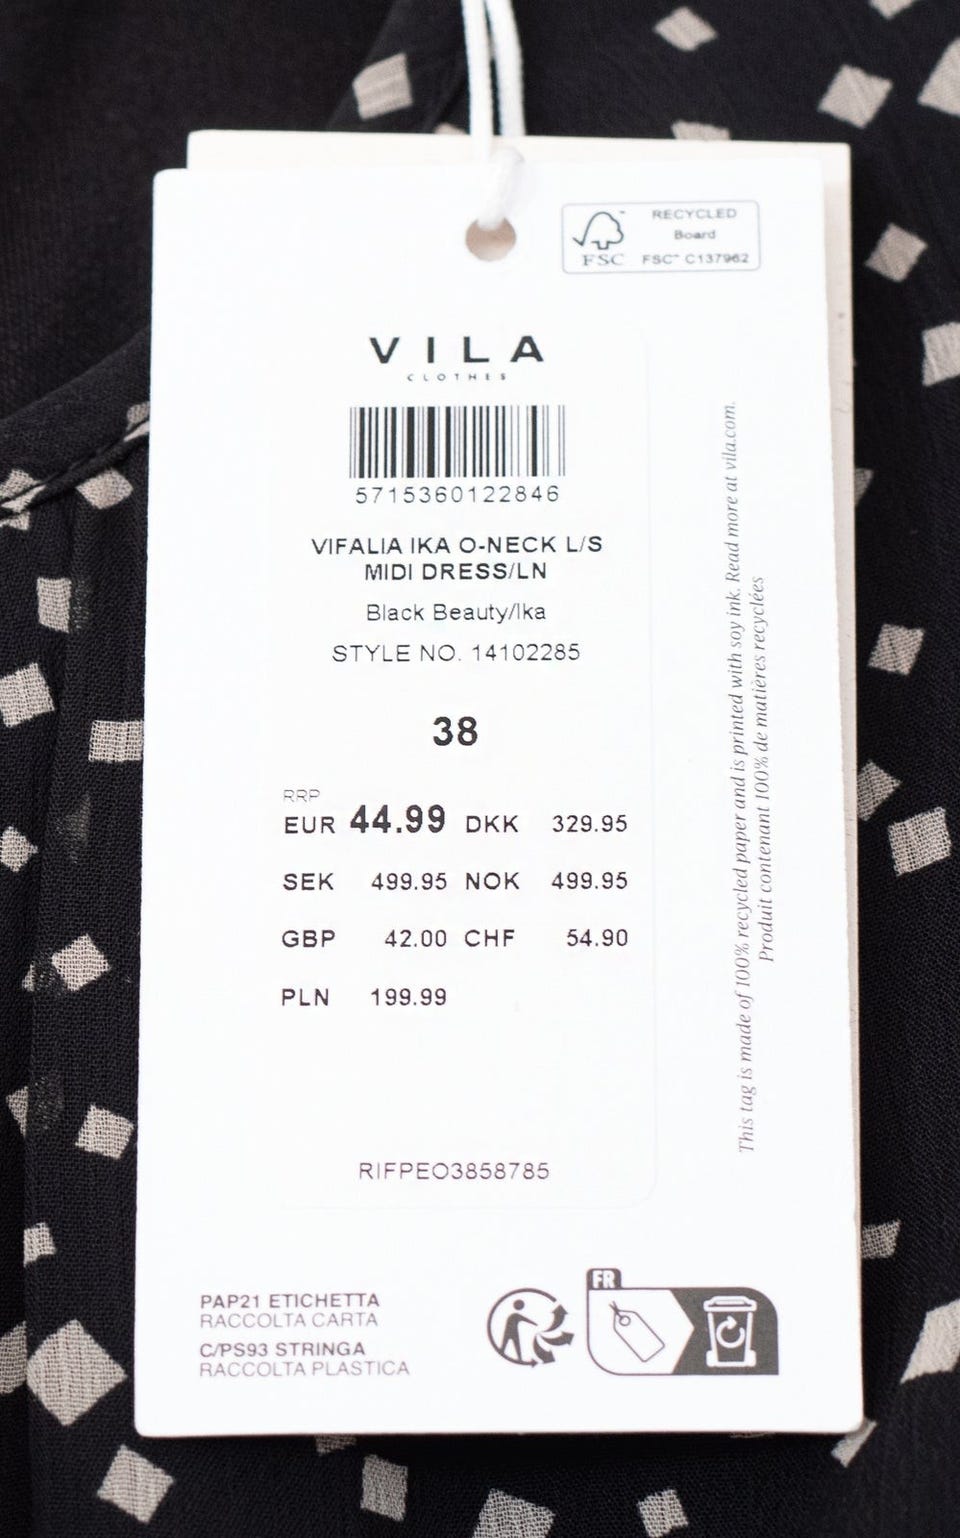 RECYCLED
Board
FSC™ C137962
FSC
VILA
CLOTHES
5715360122846
VIFALIA IKA O-NECK L/S
MIDI DRESS/LN
Black Beauty/Ika
STYLE NO. 14102285
38
RRP
EUR 44.99 DKK 329.95
SEK 499.95 NOK 499.95
GBP 42.00 CHF 54.90
PLN 199.99
RIFPEO3858785
This tag is made of 100% recycled paper and is printed with soy ink. Read more at vila.com.
Produit contenant 100% de matières recyclées
PAP21 ETICHETTA
RACCOLTA CARTA
C/PS93 STRINGA
RACCOLTA PLASTICA
FR